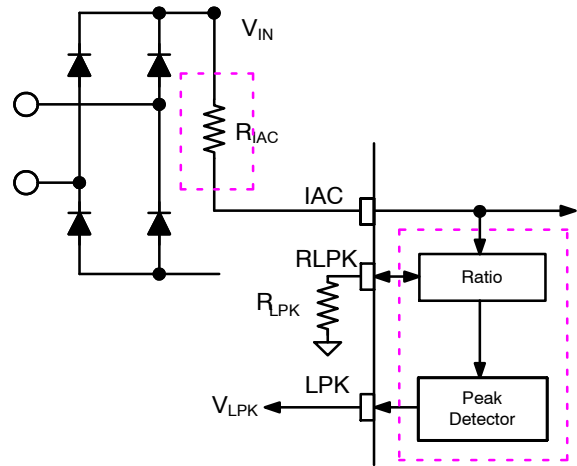 VIN
RIAC
IAC
RLPK
Ratio
RLPK
LPK
VLPK
Peak
Detector